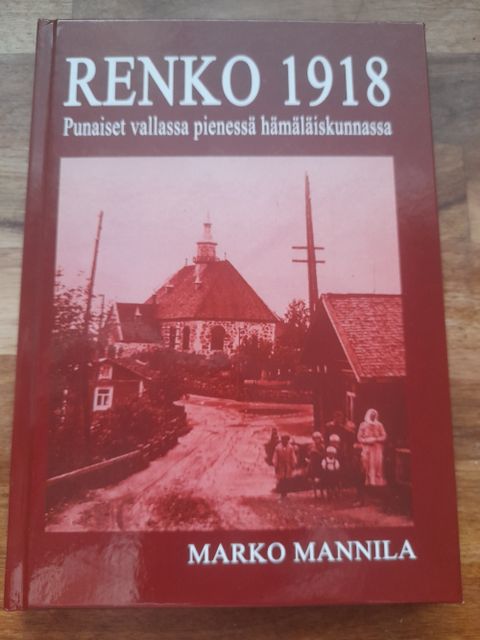 RENKO 1918
Punaiset vallassa pienessä hämäläiskunnassa
MARKO MANNILA